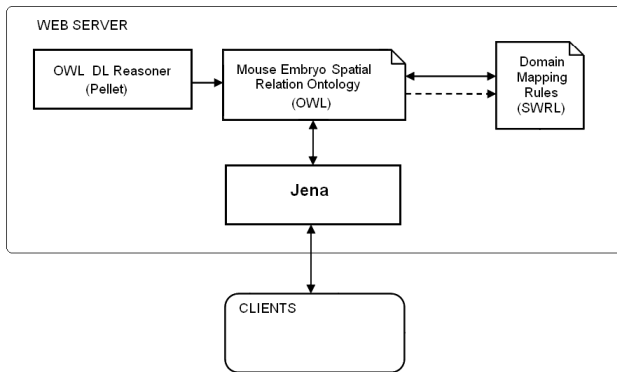 WEB SERVER
OWL DL Reasoner
(Pellet)
Mouse Embryo Spatial
Relation Ontology
(OWL)
Domain
Mapping
Rules
(SWRL)
Jena
CLIENTS